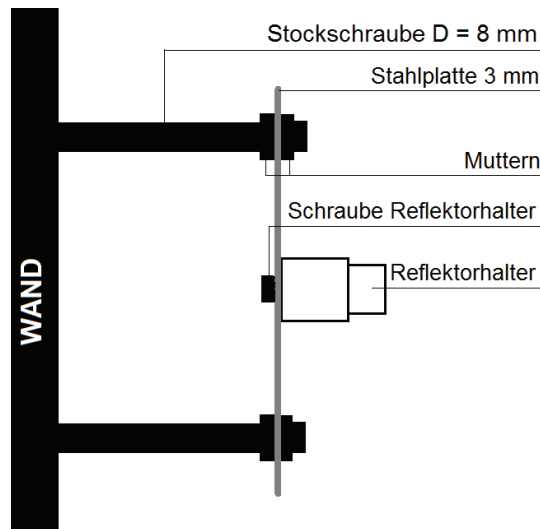 Stockschraube D = 8 mm
Stahlplatte 3 mm
Muttern
Schraube Reflektorhalter
Reflektorhalter
WAND